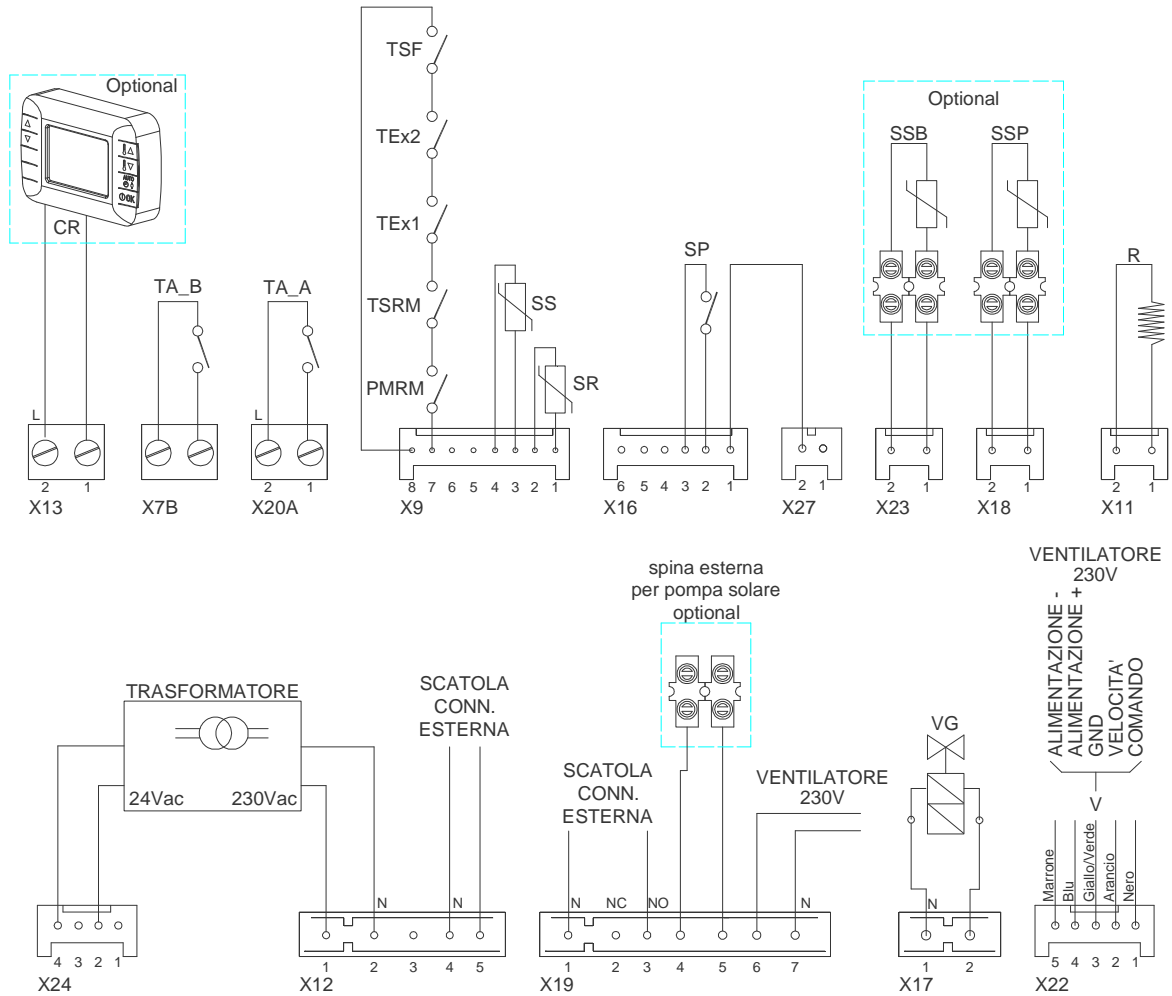 Optional
AUTO
OK
CR
L
2 1
X13
TA_B
X7B
TA_A
L
2 1
X20A
TSF
TEx2
TEx1
TSRM
PMRM
SS
SR
8 7 6 5 4 3 2 1
X9
SP
6 5 4 3 2 1
X16
2 1
X27
Optional
SSB
SSP
2 1
X23
2 1
X18
R
2 1
X11
TRASFORMATORE
24Vac
230Vac
4 3 2 1
X24
SCATOLA
CONN.
ESTERNA
N
N
1 2 3 4 5
X12
spina esterna
per pompa solare
optional
SCATOLA
CONN.
ESTERNA
VENTILATORE
230V
N
NC
NO
N
1 2 3 4 5 6 7
X19
VG
N
1 2
X17
VENTILATORE
230V
ALIMENTAZIONE -
ALIMENTAZIONE +
GND
VELOCITA'
COMANDO
V
Marrone
Blu
Giallo/Verde
Arancio
Nero
5 4 3 2 1
X22